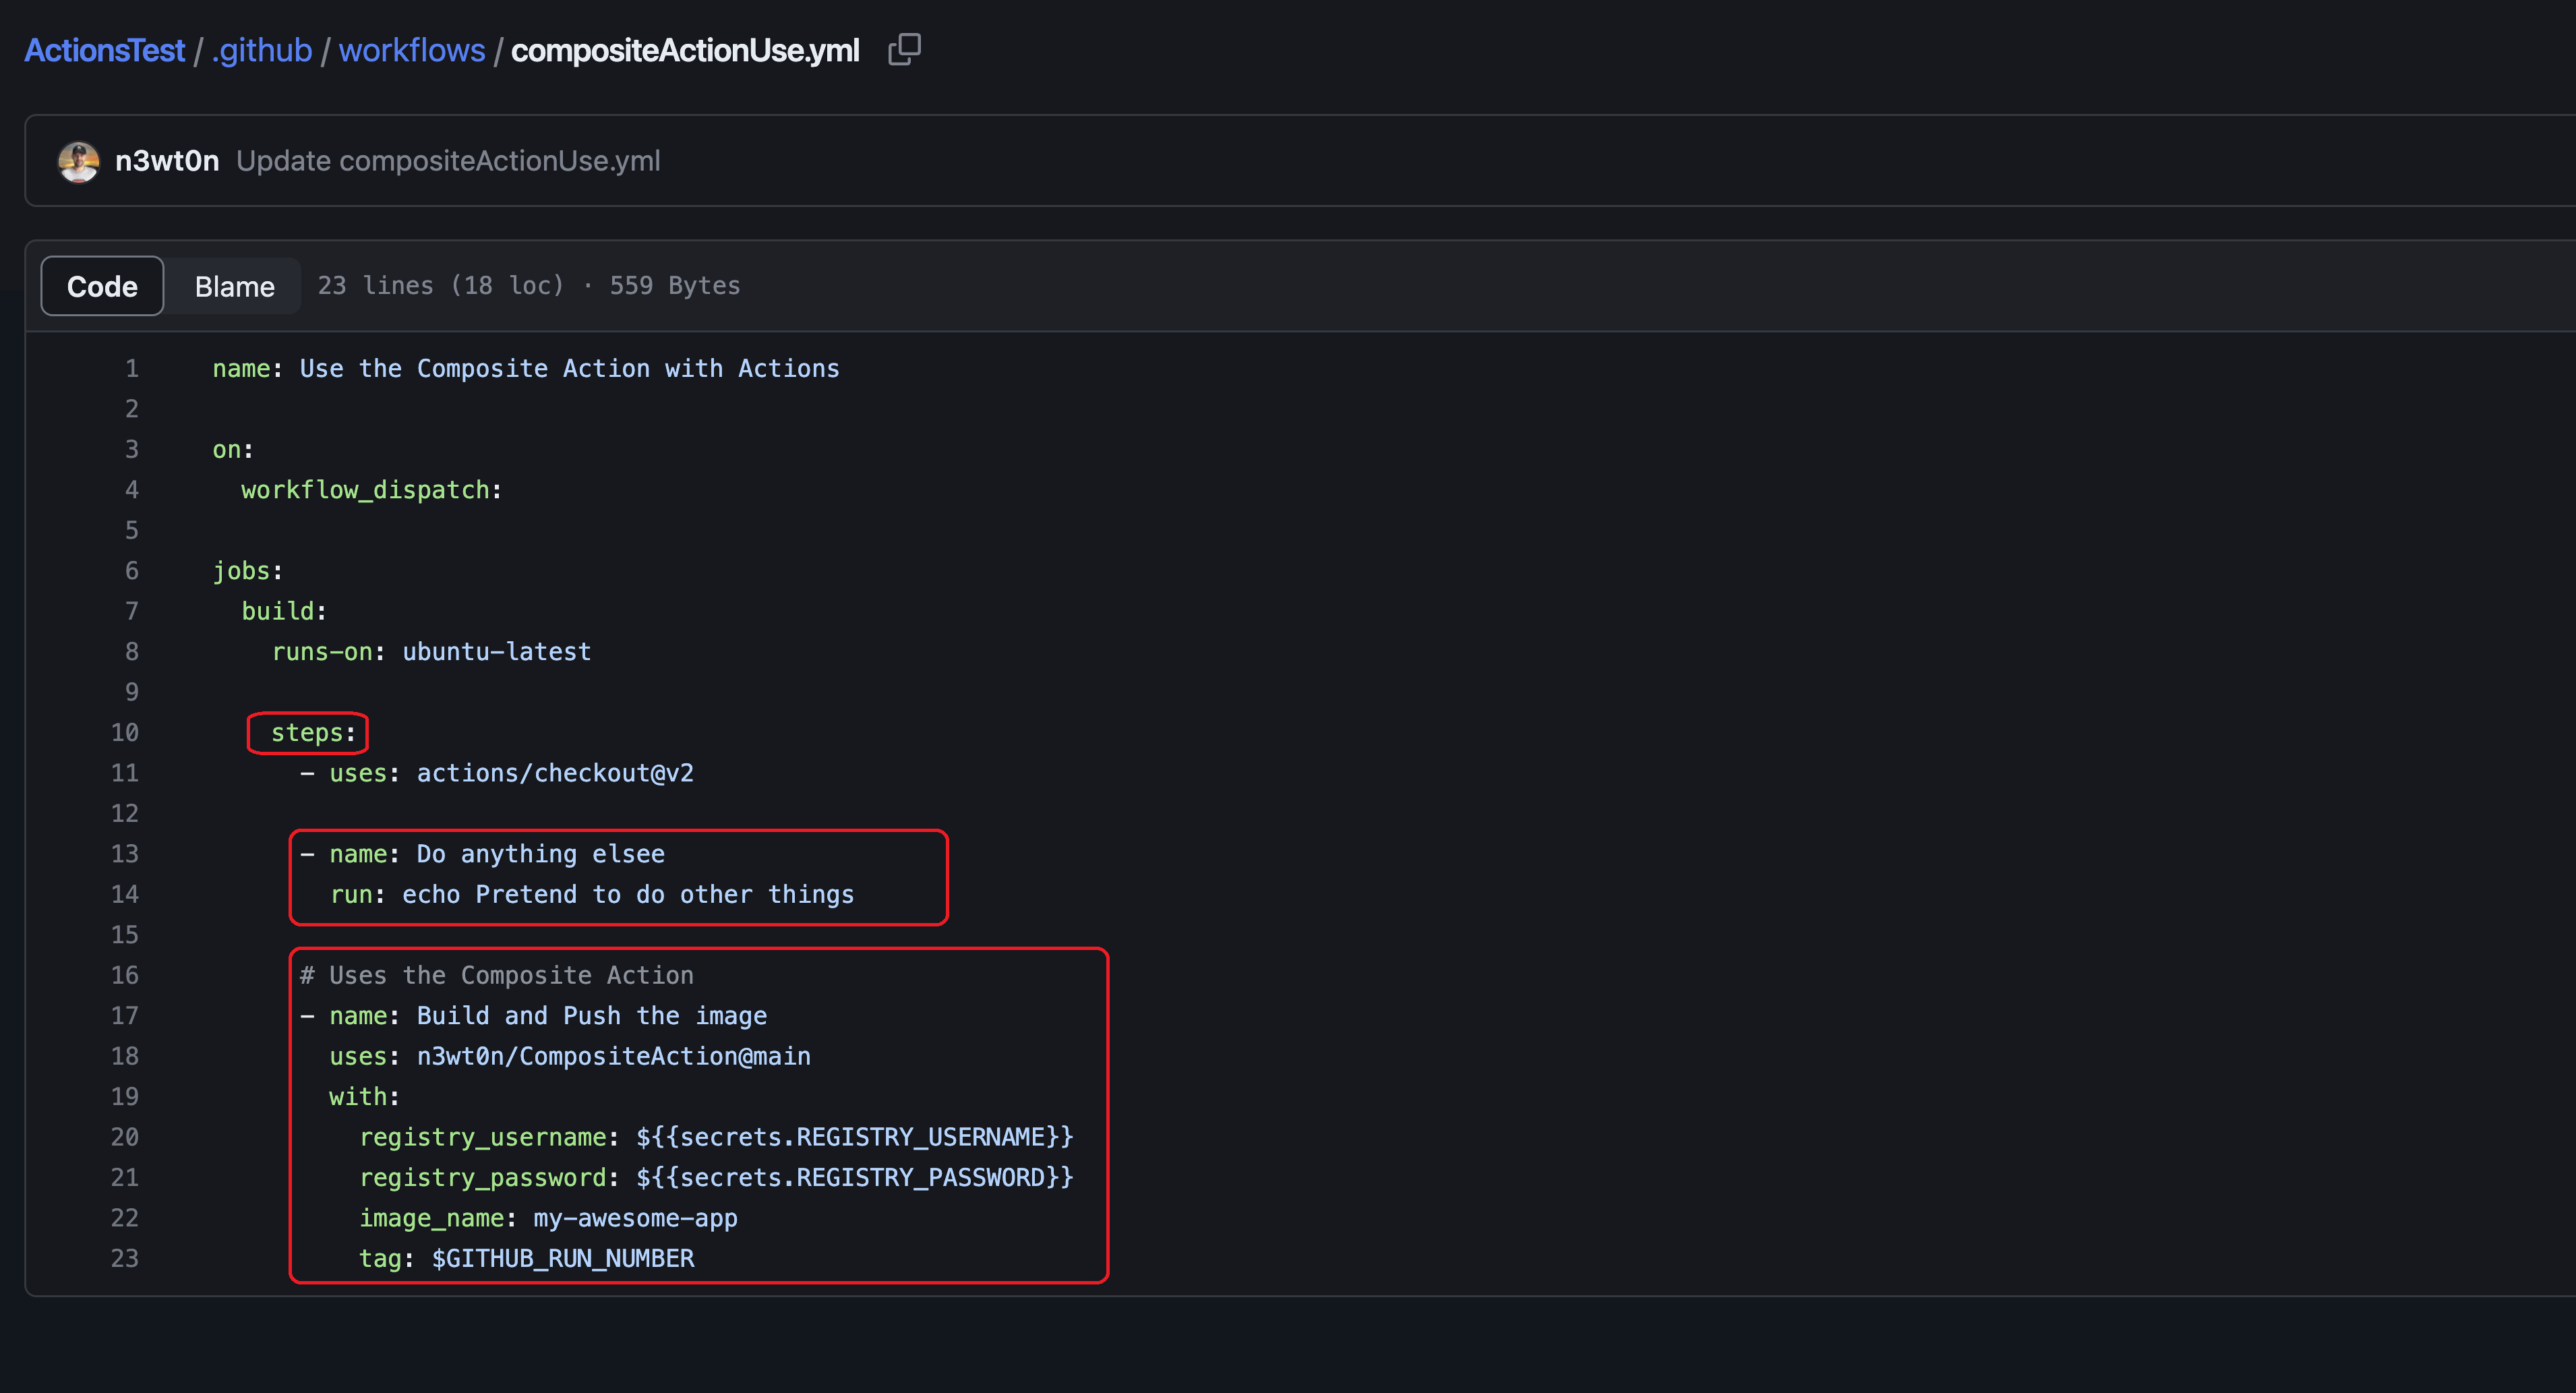 ActionsTest / .github / workflows / compositeActionUse.yml
n3wt0n Update compositeActionUse.yml
Code Blame 23 lines (18 loc) · 559 Bytes
1 name: Use the Composite Action with Actions
2
3 on:
4 workflow_dispatch:
5
6 jobs:
7 build:
8 runs-on: ubuntu-latest
9
10 steps:
11 - uses: actions/checkout@v2
12
13 - name: Do anything elsee
14 run: echo Pretend to do other things
15
16 # Uses the Composite Action
17 - name: Build and Push the image
18 uses: n3wt0n/CompositeAction@main
19 with:
20 registry_username: ${{secrets.REGISTRY_USERNAME}}
21 registry_password: ${{secrets.REGISTRY_PASSWORD}}
22 image_name: my-awesome-app
23 tag: $GITHUB_RUN_NUMBER